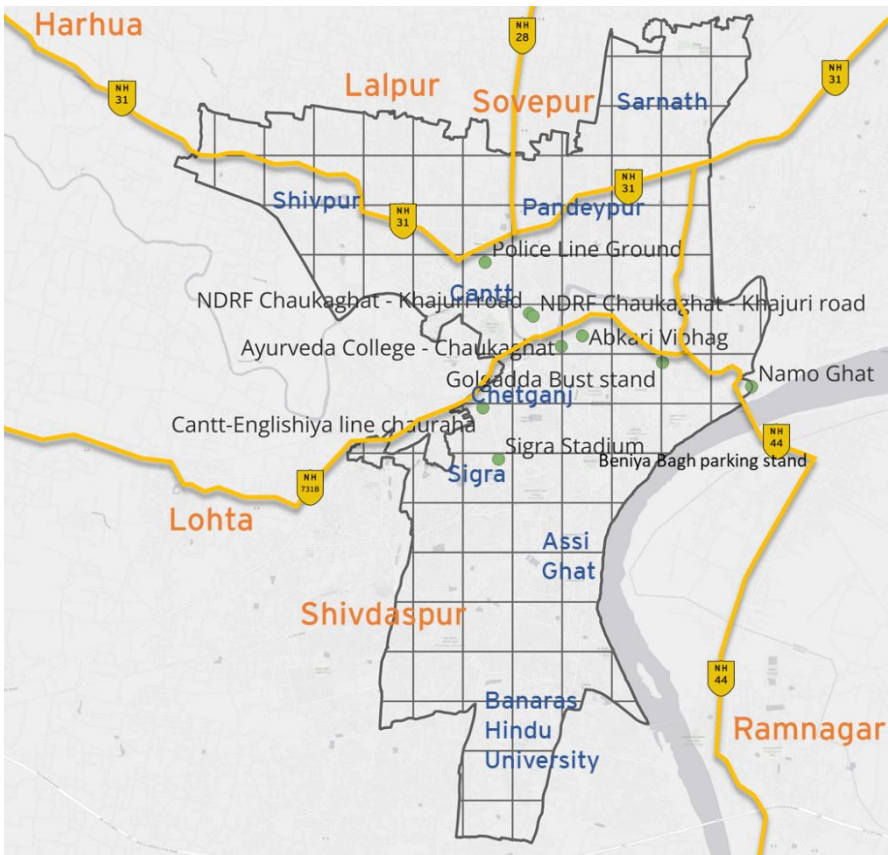 Harhua
NH
28
NH
31
NH
31
Lalpur
Sovepur
Sarnath
NH
31
Shivpur
NH
31
Pandeypur
Police Line Ground
Cantt
NDRF Chaukaghat - Khajuri road
NDRF Chaukaghat - Khajuri road
Abkari Vibhag
Ayurveda College - Chaukaghat
Golgadda Bust stand
Namo Ghat
Chetganj
Cantt-Englishiya line chauraha
NH
44
Sigra Stadium
Beniya Bagh parking stand
Sigra
NH
731B
Lohta
Assi
Ghat
Shivdaspur
NH
44
Banaras
Hindu
University
Ramnagar